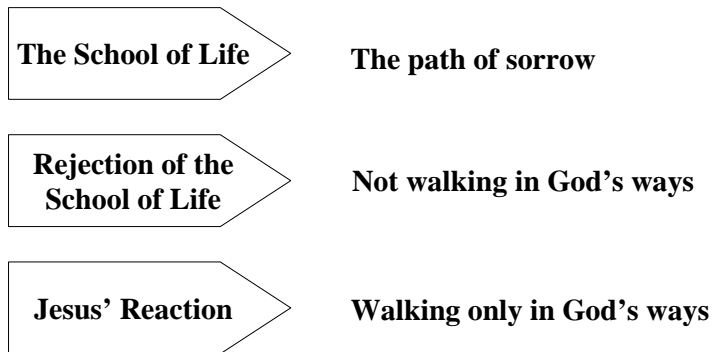 The School of Life
The path of sorrow
Rejection of the
School of Life
Not walking in God's ways
Jesus' Reaction
Walking only in God's ways